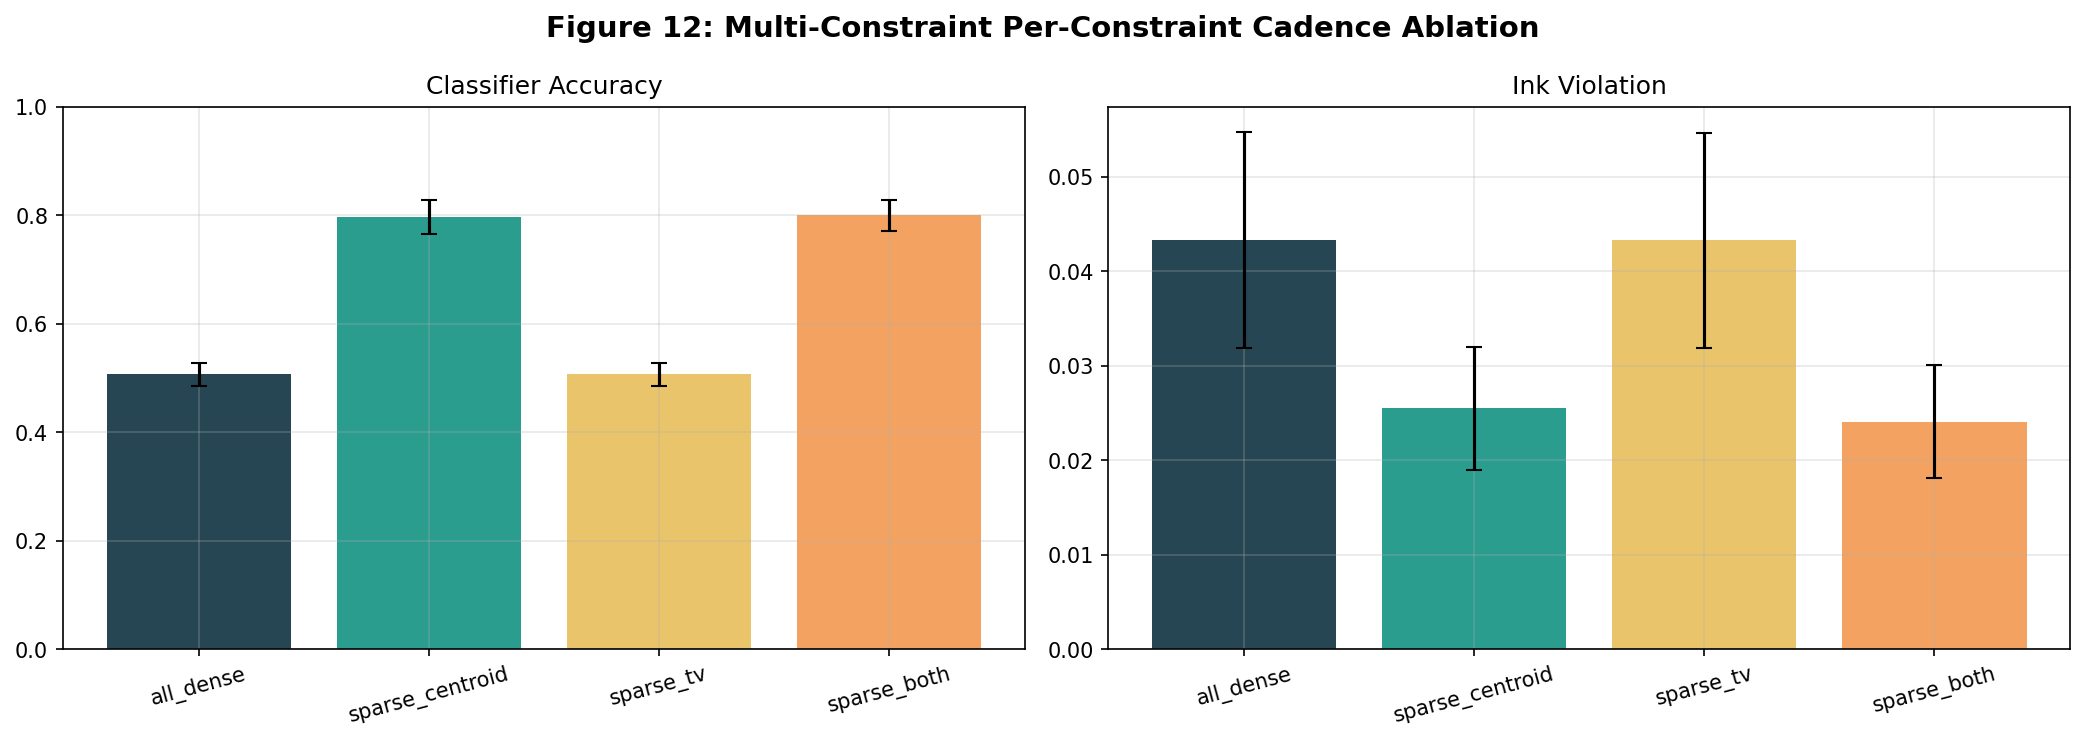 Figure 12: Multi-Constraint Per-Constraint Cadence Ablation
Classifier Accuracy
1.0
0.8
0.6
0.4
0.2
0.0
all_dense
sparse_centroid
sparse_tv
sparse_both
Ink Violation
0.05
0.04
0.03
0.02
0.01
0.00
all_dense
sparse_centroid
sparse_tv
sparse_both